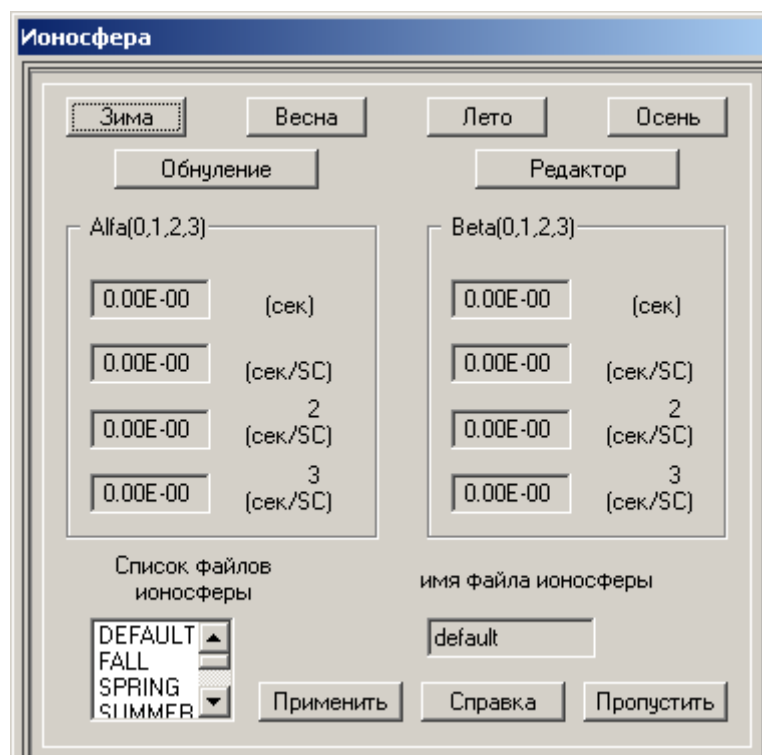 Ионосфера
Зима Весна Лето Осень
Обнуление Редактор
Alfa(0,1,2,3) Beta(0,1,2,3)
0.00E-00 (сек) 0.00E-00 (сек)
0.00E-00 (сек/SC) 0.00E-00 (сек/SC)
2 2
0.00E-00 (сек/SC) 0.00E-00 (сек/SC)
3 3
0.00E-00 (сек/SC) 0.00E-00 (сек/SC)
Список файлов
ионосферы
имя файла ионосферы
DEFAULT
FALL
SPRING
SUMMER
default
Применить Справка Пропустить